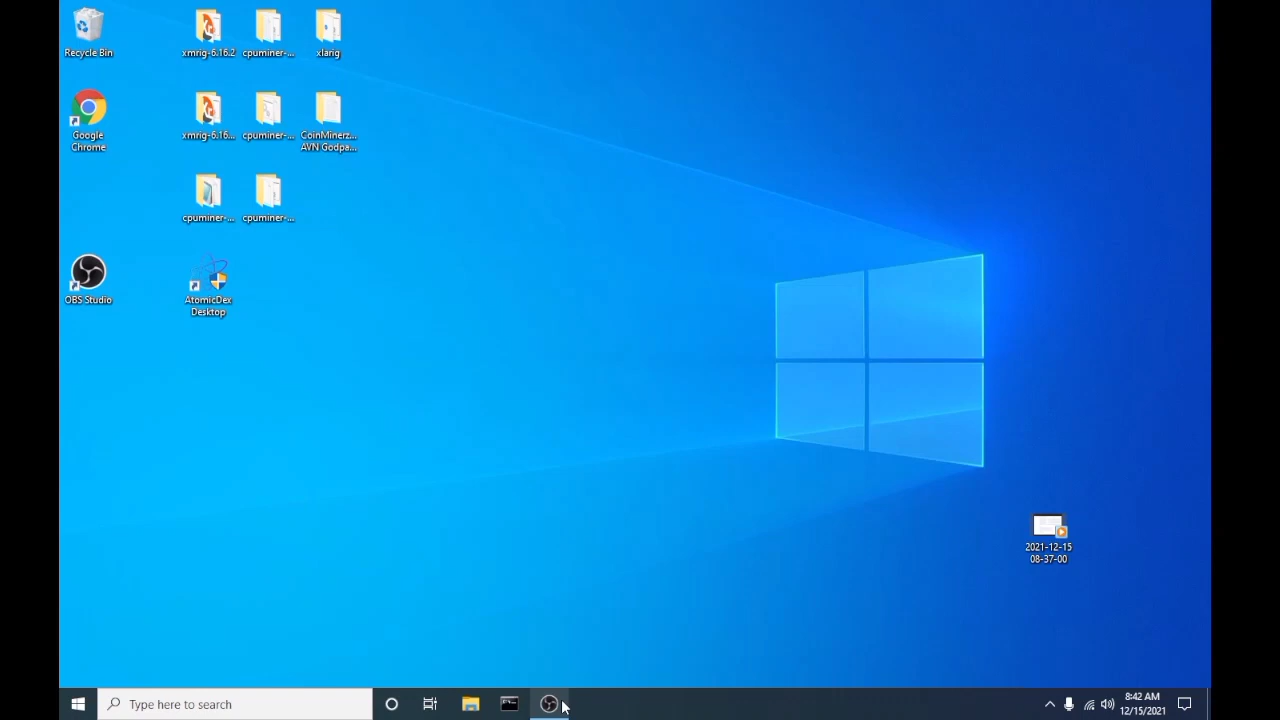 Recycle Bin
xmrig-6.16.2
cpuminer-...
xlarig
Google
Chrome
xmrig-6.16...
cpuminer-...
CoinMinerz...
AVN Godpa...
cpuminer-...
cpuminer-...
OBS Studio
AtomicDex
Desktop
2021-12-15
08-37-00
Type here to search
8:42 AM
12/15/2021